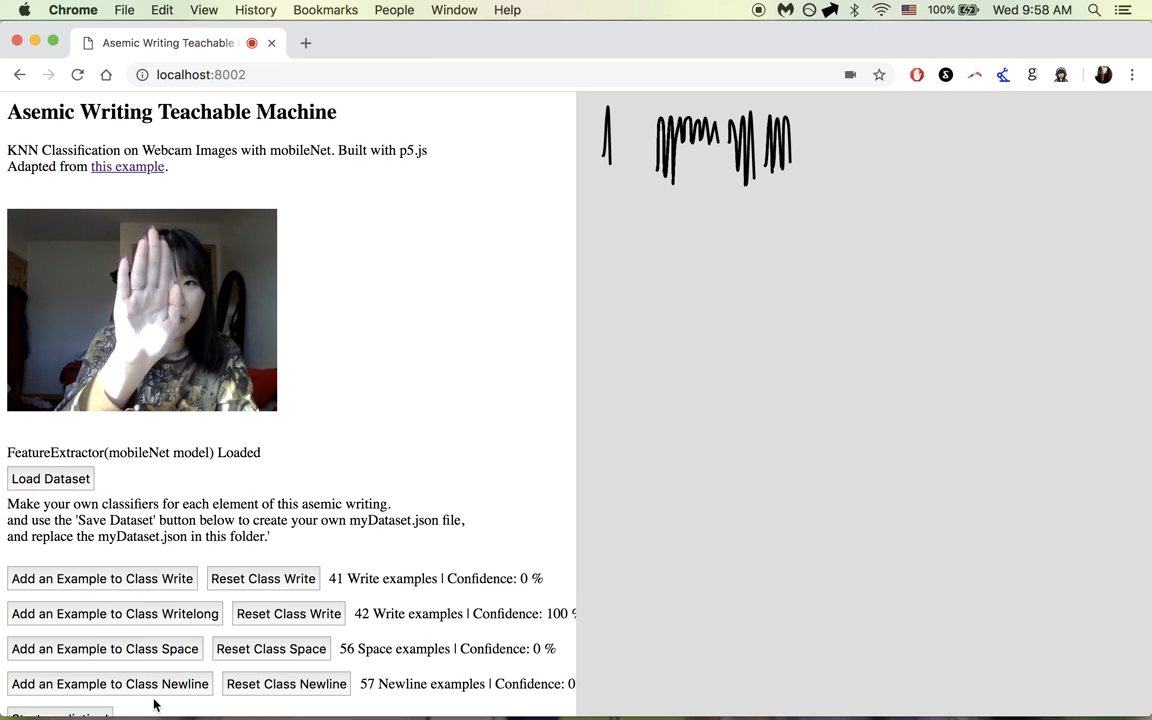 Chrome File Edit View History Bookmarks People Window Help 100% Wed 9:58 AM
Asemic Writing Teachable
localhost:8002
Asemic Writing Teachable Machine
KNN Classification on Webcam Images with mobileNet. Built with p5.js
Adapted from this example.
FeatureExtractor(mobileNet model) Loaded
Load Dataset
Make your own classifiers for each element of this asemic writing.
and use the 'Save Dataset' button below to create your own myDataset.json file,
and replace the myDataset.json in this folder.'
Add an Example to Class Write Reset Class Write 41 Write examples | Confidence: 0 %
Add an Example to Class Writelong Reset Class Write 42 Write examples | Confidence: 100 %
Add an Example to Class Space Reset Class Space 56 Space examples | Confidence: 0 %
Add an Example to Class Newline Reset Class Newline 57 Newline examples | Confidence: 0